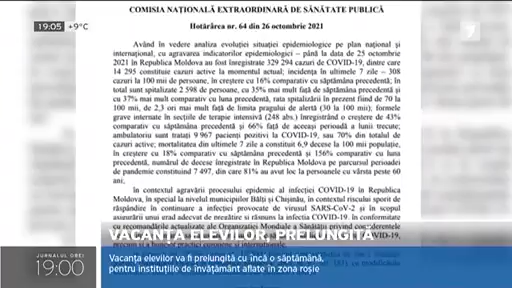 19:05 +9°C
COMISIA NAȚIONALĂ EXTRAORDINARĂ DE SĂNĂTATE PUBLICĂ
Hotărârea nr. 64 din 26 octombrie 2021
Având în vedere analiza evoluției situației epidemiologice pe plan național și
internațional, cu agravarea indicatorilor epidemiologici – până la data de 25 octombrie
2021 în Republica Moldova au fost înregistrate 329 294 cazuri de COVID-19, dintre care
14 295 constituie cazuri active la momentul actual; incidența în ultimele 7 zile – 308
cazuri la 100 mii de persoane, în creștere cu 16% comparativ cu săptămâna precedentă; în
total sunt spitalizate 2 598 de persoane, cu 35% mai mult față de săptămâna precedentă și
cu 37% mai mult comparativ cu luna precedentă, rata spitalizării în prezent fiind de 70 la
100 mii, de 2,3 ori mai mult față de limita pragului de alertă (30 la 100 mii); formele
grave internate în secțiile de terapie intensivă (248 abs.) înregistrând o creștere de 43%
comparativ cu săptămâna precedentă și 66% față de aceeași perioadă a lunii trecute;
ambulatoriu sunt tratați 9 967 pacienți pozitivi la COVID-19, sau 70% din totalul de
cazuri active; mortalitatea din ultimele 7 zile a constituit 6,9 decese la 100 mii populație,
în creștere cu 18% comparativ cu săptămâna precedentă și 156% comparativ cu luna
precedentă, numărul de decese înregistrate în Republica Moldova pe parcursul perioadei
de pandemie constituind 7 497, din care 81% au avut loc la persoanele cu vârsta peste 60
ani,
în contextul agravării procesului epidemic al infecției COVID-19 în Republica
Moldova, în special la nivelul municipiilor Bălți și Chișinău, în contextul riscului sporit de
răspândire în continuare a infecției provocate de virusul SARS-CoV-2 și în scopul
asigurării unui grad adecvat de pregătire și răspuns la infecția COVID-19, în conformitate
cu recomandările actualizate ale Organizației Mondiale a Sănătății privind
VACANȚA ELEVILOR, PRELUNGITĂ
JURNALUL OREI
19:00
Vacanța elevilor va fi prelungită cu încă o săptămână,
pentru instituțiile de învățământ aflate în zona roșie